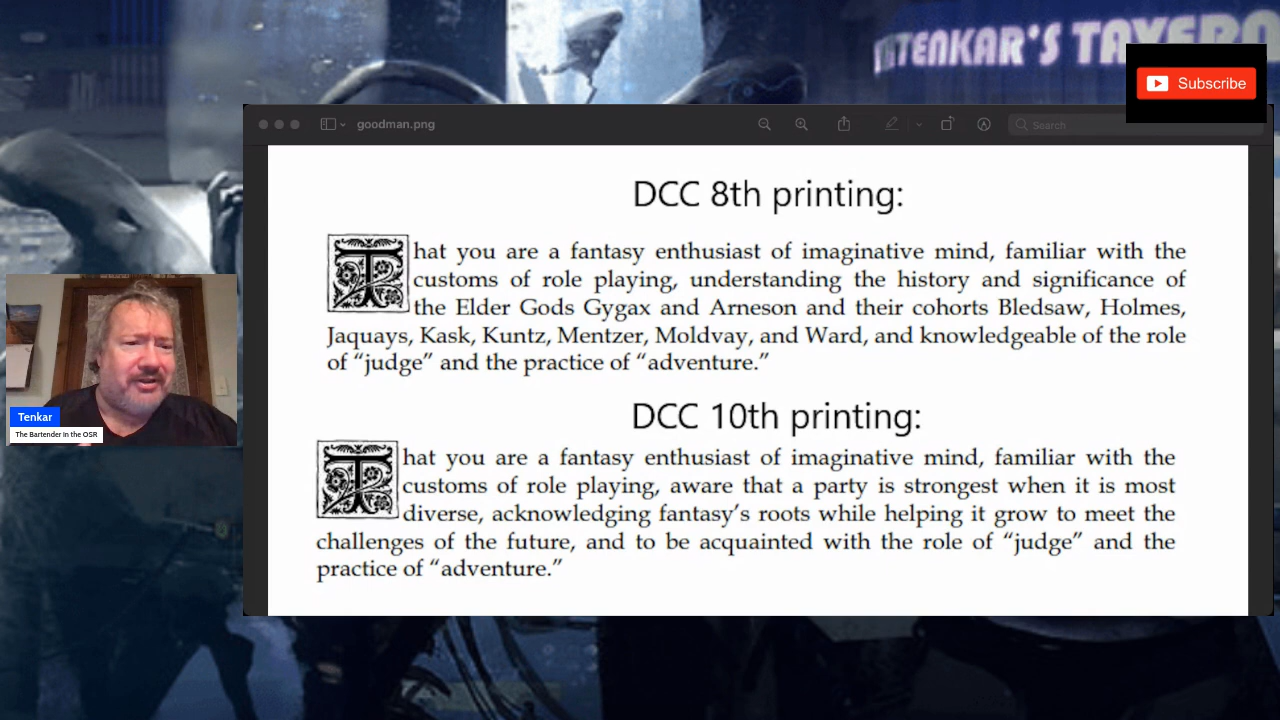 TENKAR'S TAVERN
Subscribe
goodman.png
Search
DCC 8th printing:
That you are a fantasy enthusiast of imaginative mind, familiar with the
customs of role playing, understanding the history and significance of
the Elder Gods Gygax and Arneson and their cohorts Bledsaw, Holmes,
Jaquays, Kask, Kuntz, Mentzer, Moldvay, and Ward, and knowledgeable of the role
of “judge” and the practice of “adventure.”
Tenkar
The Bartender in the OSR
DCC 10th printing:
That you are a fantasy enthusiast of imaginative mind, familiar with the
customs of role playing, aware that a party is strongest when it is most
diverse, acknowledging fantasy’s roots while helping it grow to meet the
challenges of the future, and to be acquainted with the role of “judge” and the
practice of “adventure.”